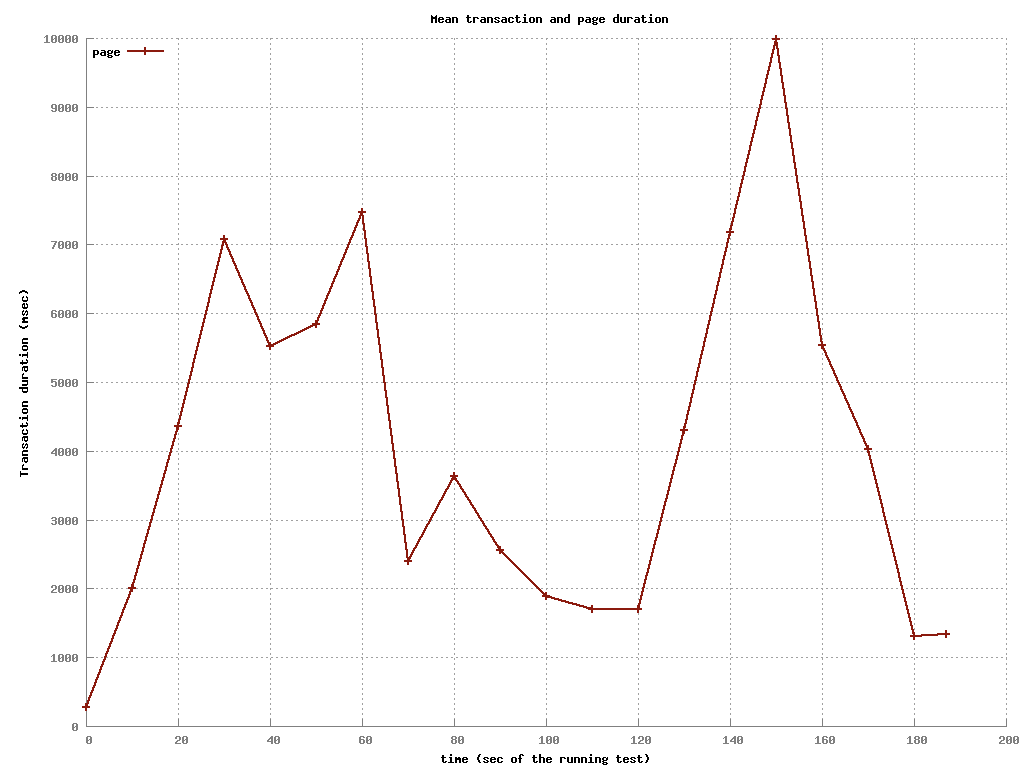 Mean transaction and page duration
page
10000
9000
8000
7000
6000
5000
4000
3000
2000
1000
0
Transaction duration (msec)
0 20 40 60 80 100 120 140 160 180 200
time (sec of the running test)